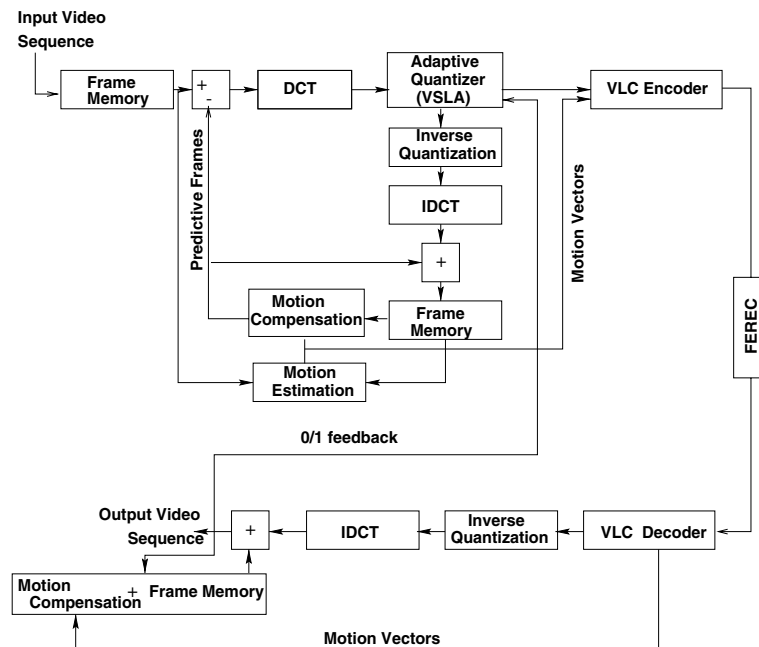 Input Video
Sequence
Frame
Memory
+
-
DCT
Adaptive
Quantizer
(VSLA)
VLC Encoder
Inverse
Quantization
IDCT
+
Predictive Frames
Motion Vectors
Motion
Compensation
Frame
Memory
Motion
Estimation
FEREC
0/1 feedback
Output Video
Sequence
+
IDCT
Inverse
Quantization
VLC Decoder
Motion
Compensation
+ Frame Memory
Motion Vectors